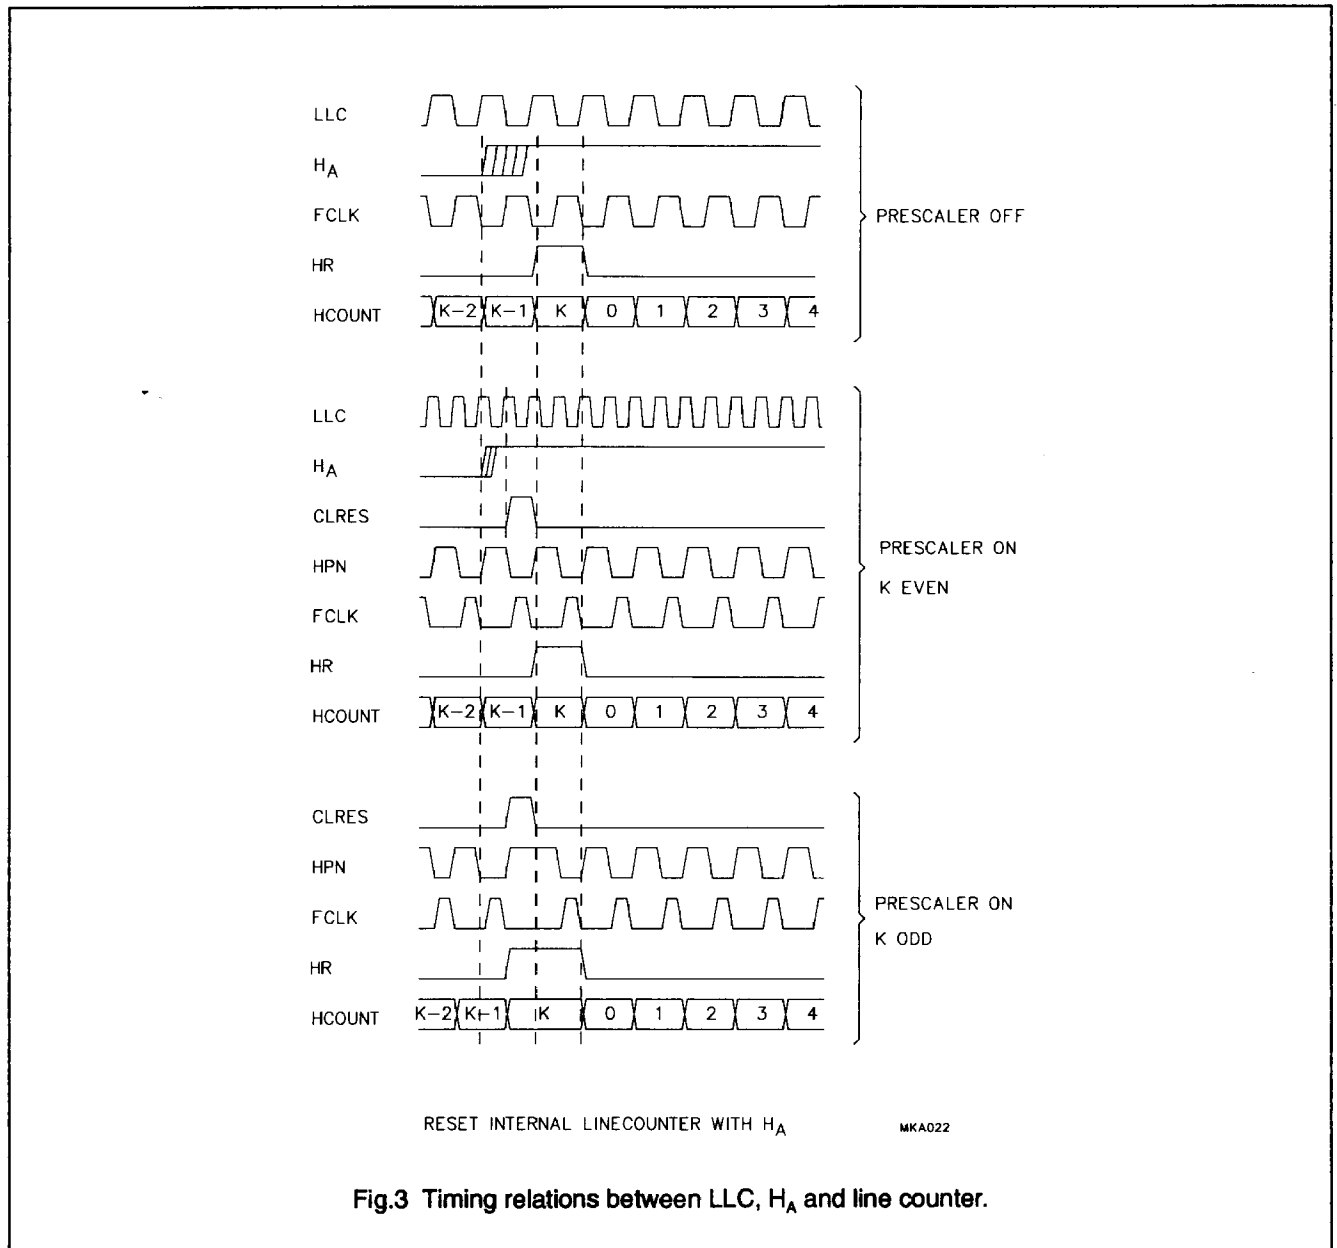 LLC
HA
FCLK
HR
HCOUNT K-2 K-1 K 0 1 2 3 4
PRESCALER OFF
LLC
HA
CLRES
HPN
FCLK
HR
HCOUNT K-2 K-1 K 0 1 2 3 4
PRESCALER ON
K EVEN
CLRES
HPN
FCLK
HR
HCOUNT K-2 K-1 K 0 1 2 3 4
PRESCALER ON
K ODD
RESET INTERNAL LINECOUNTER WITH HA
MKA022
Fig.3 Timing relations between LLC, HA and line counter.